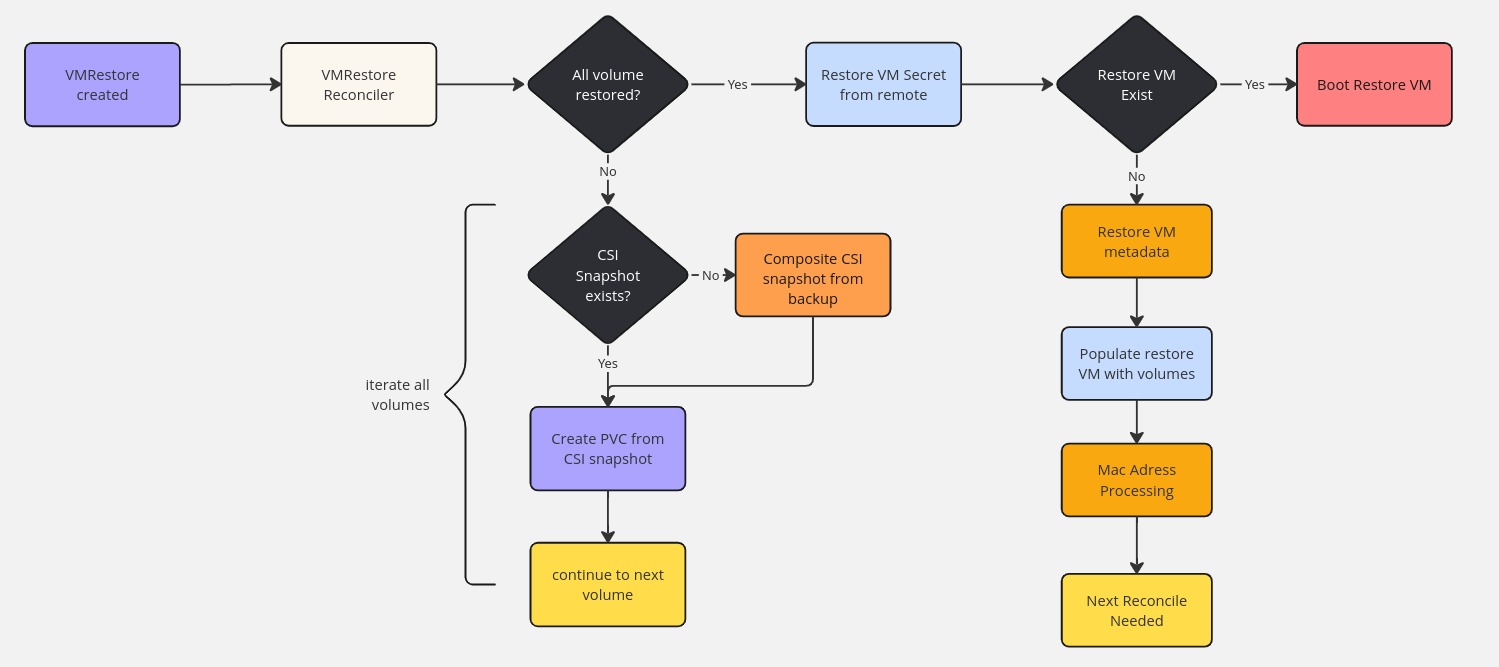 VMRestore
created
VMRestore
Reconciler
All volume
restored?
Yes
Restore VM Secret
from remote
Restore VM
Exist
Yes
Boot Restore VM
No
No
CSI
Snapshot
exists?
No
Composite CSI
snapshot from
backup
Yes
iterate all
volumes
Create PVC from
CSI snapshot
continue to next
volume
Restore VM
metadata
Populate restore
VM with volumes
Mac Adress
Processing
Next Reconcile
Needed